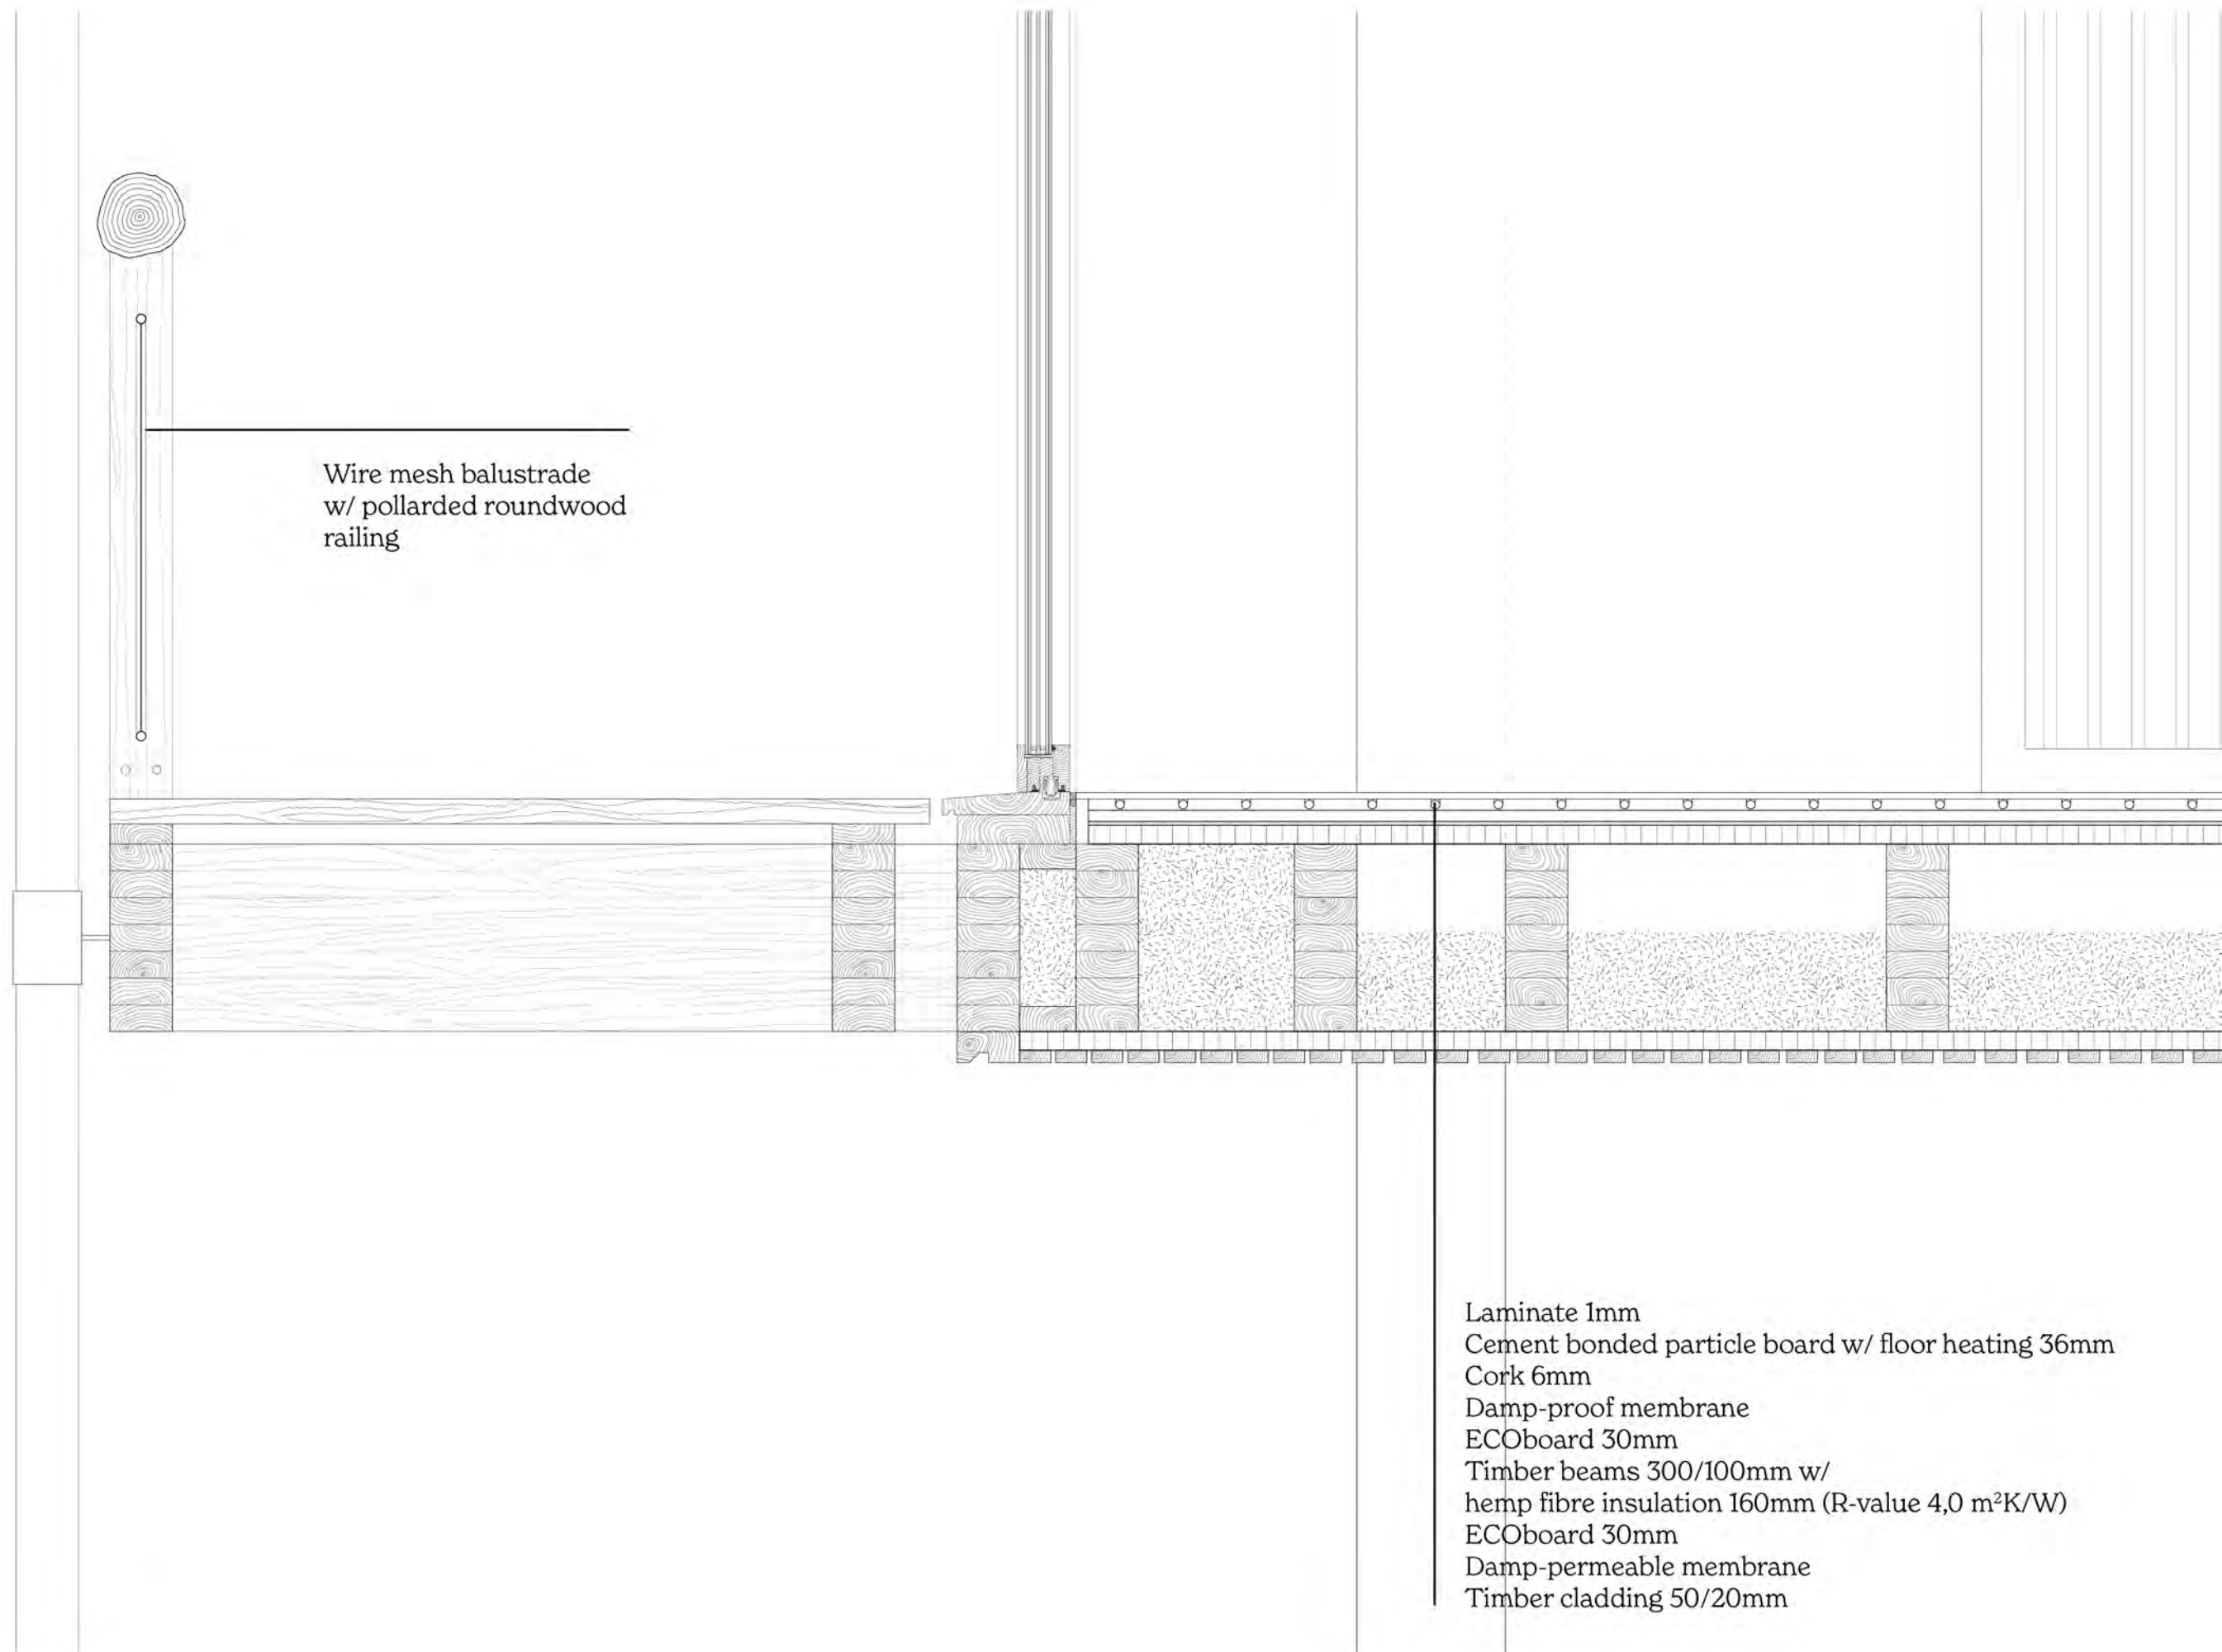 Wire mesh balustrade
w/ pollarded roundwood
railing
Laminate 1mm
Cement bonded particle board w/ floor heating 36mm
Cork 6mm
Damp-proof membrane
ECOboard 30mm
Timber beams 300/100mm w/
hemp fibre insulation 160mm (R-value 4,0 m²K/W)
ECOboard 30mm
Damp-permeable membrane
Timber cladding 50/20mm